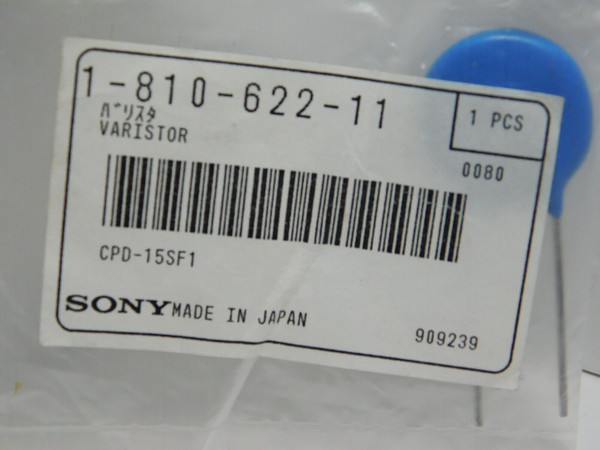 1-810-622-11
1 PCS
バリスタ
VARISTOR
0080
CPD-15SF1
SONY MADE IN JAPAN
909239